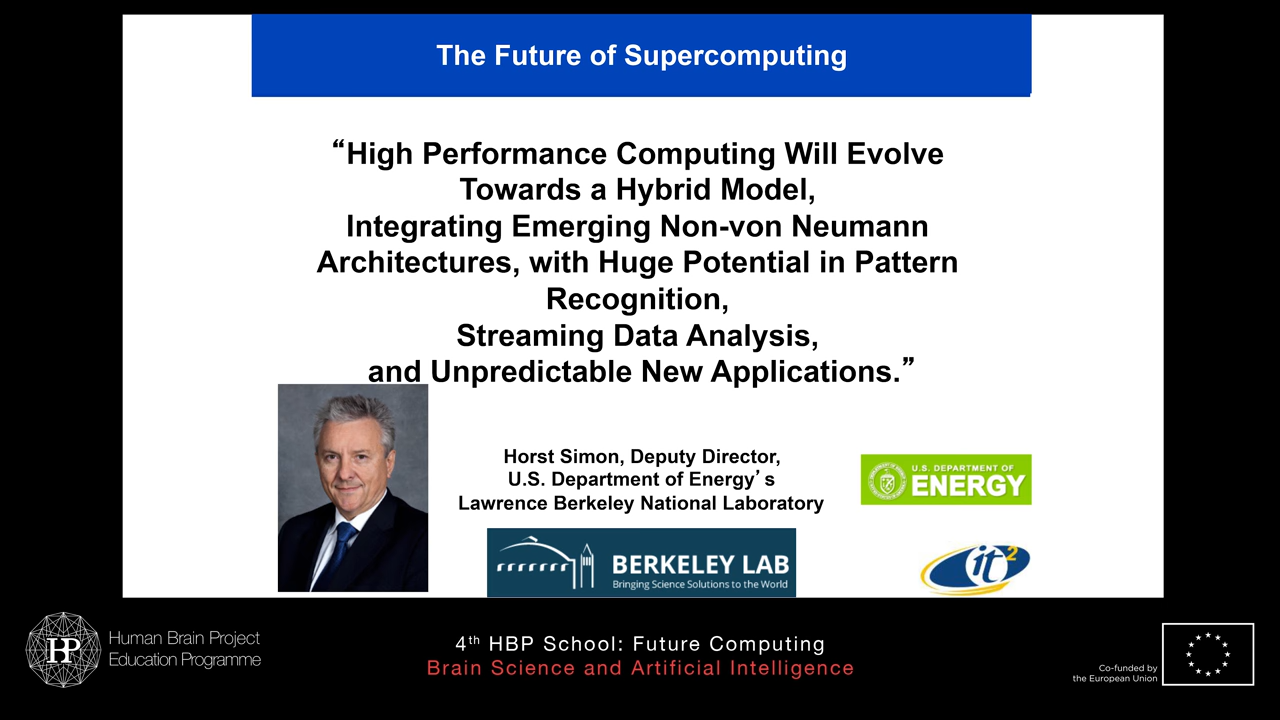 The Future of Supercomputing
“High Performance Computing Will Evolve
Towards a Hybrid Model,
Integrating Emerging Non-von Neumann
Architectures, with Huge Potential in Pattern
Recognition,
Streaming Data Analysis,
and Unpredictable New Applications.”
Horst Simon, Deputy Director,
U.S. Department of Energy’s
Lawrence Berkeley National Laboratory
U.S. DEPARTMENT OF
ENERGY
BERKELEY LAB
Bringing Science Solutions to the World
it2
HBP
Human Brain Project
Education Programme
4th HBP School: Future Computing
Brain Science and Artificial Intelligence
Co-funded by
the European Union